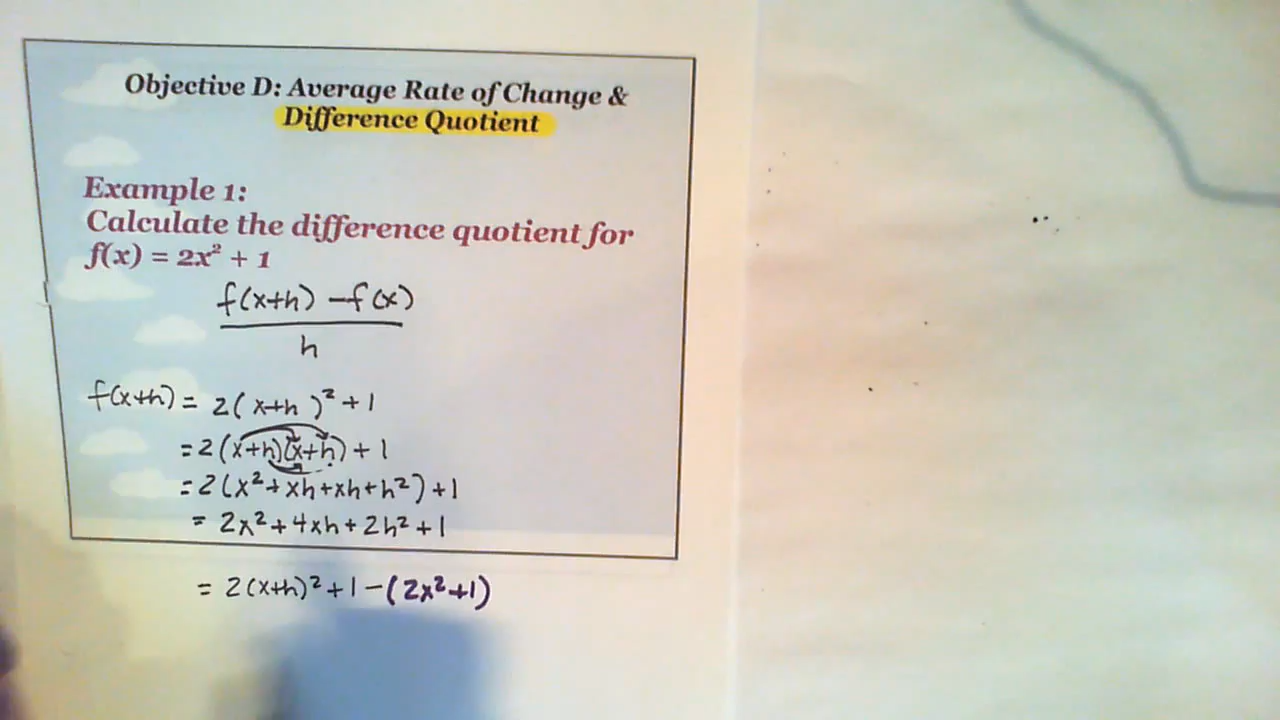 Objective D: Average Rate of Change &
Difference Quotient
Example 1:
Calculate the difference quotient for
f(x) = 2x² + 1
f(x+h) - f(x)
h
f(x+h) = 2(x+h)² + 1
= 2(x+h)(x+h) + 1
= 2(x²+xh+xh+h²) + 1
= 2x²+4xh+2h²+1
= 2(x+h)²+1-(2x²+1)